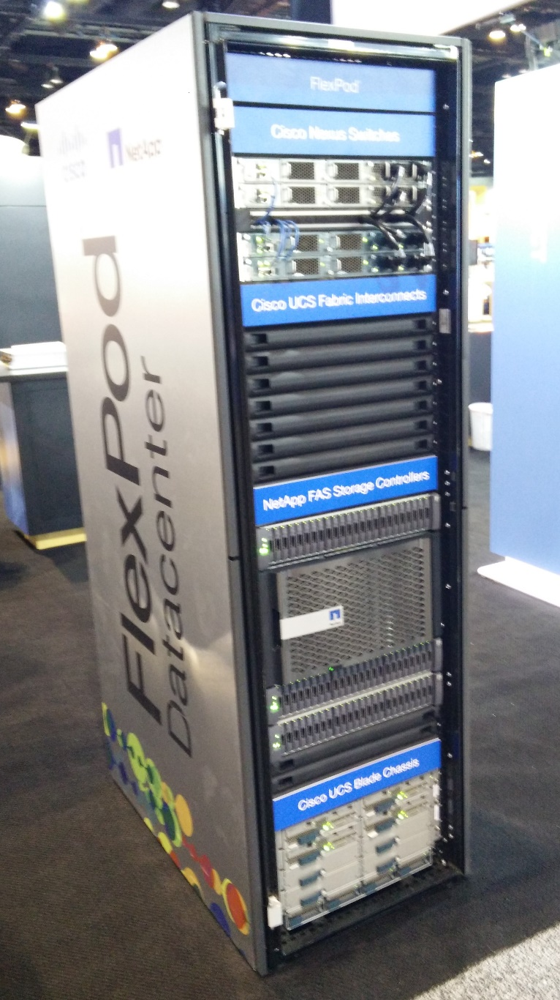 FlexPod
Cisco Nexus Switches
CISCO
NetApp
Cisco UCS Fabric Interconnects
FlexPod
Datacenter
NetApp FAS Storage Controllers
Cisco UCS Blade Chassis